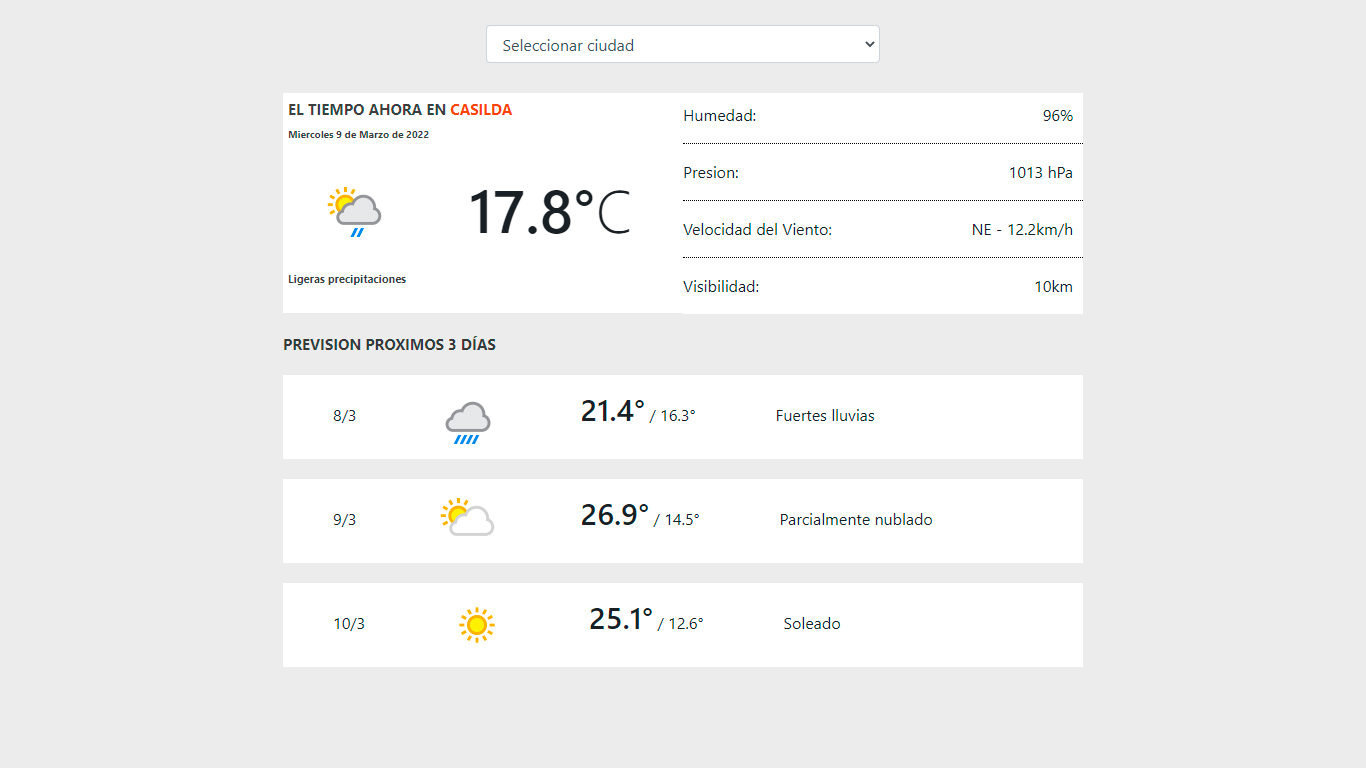 Seleccionar ciudad
EL TIEMPO AHORA EN CASILDA
Miercoles 9 de Marzo de 2022
17.8°C
Ligeras precipitaciones
Humedad: 96%
Presion: 1013 hPa
Velocidad del Viento: NE - 12.2km/h
Visibilidad: 10km
PREVISION PROXIMOS 3 DÍAS
8/3 21.4° / 16.3° Fuertes lluvias
9/3 26.9° / 14.5° Parcialmente nublado
10/3 25.1° / 12.6° Soleado